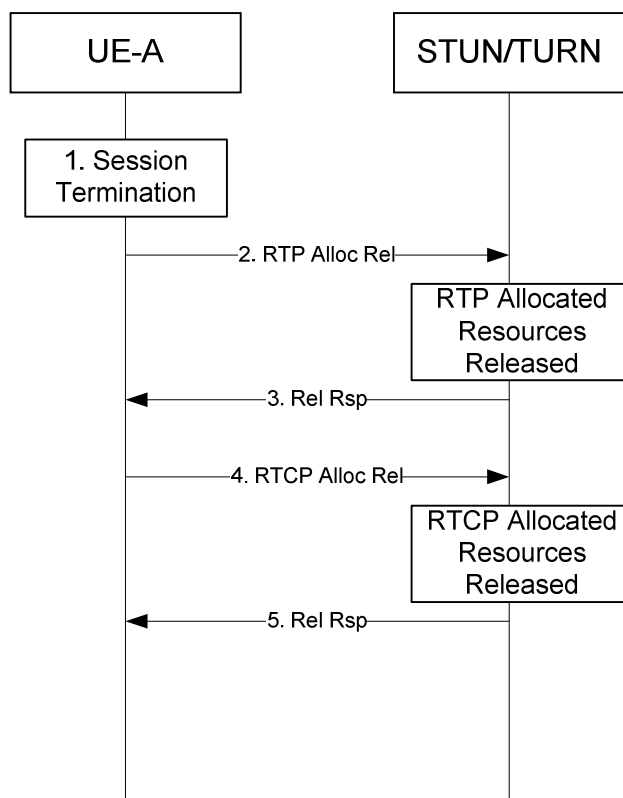 UE-A
STUN/TURN
1. Session
Termination
2. RTP Alloc Rel
RTP Allocated
Resources
Released
3. Rel Rsp
4. RTCP Alloc Rel
RTCP Allocated
Resources
Released
5. Rel Rsp